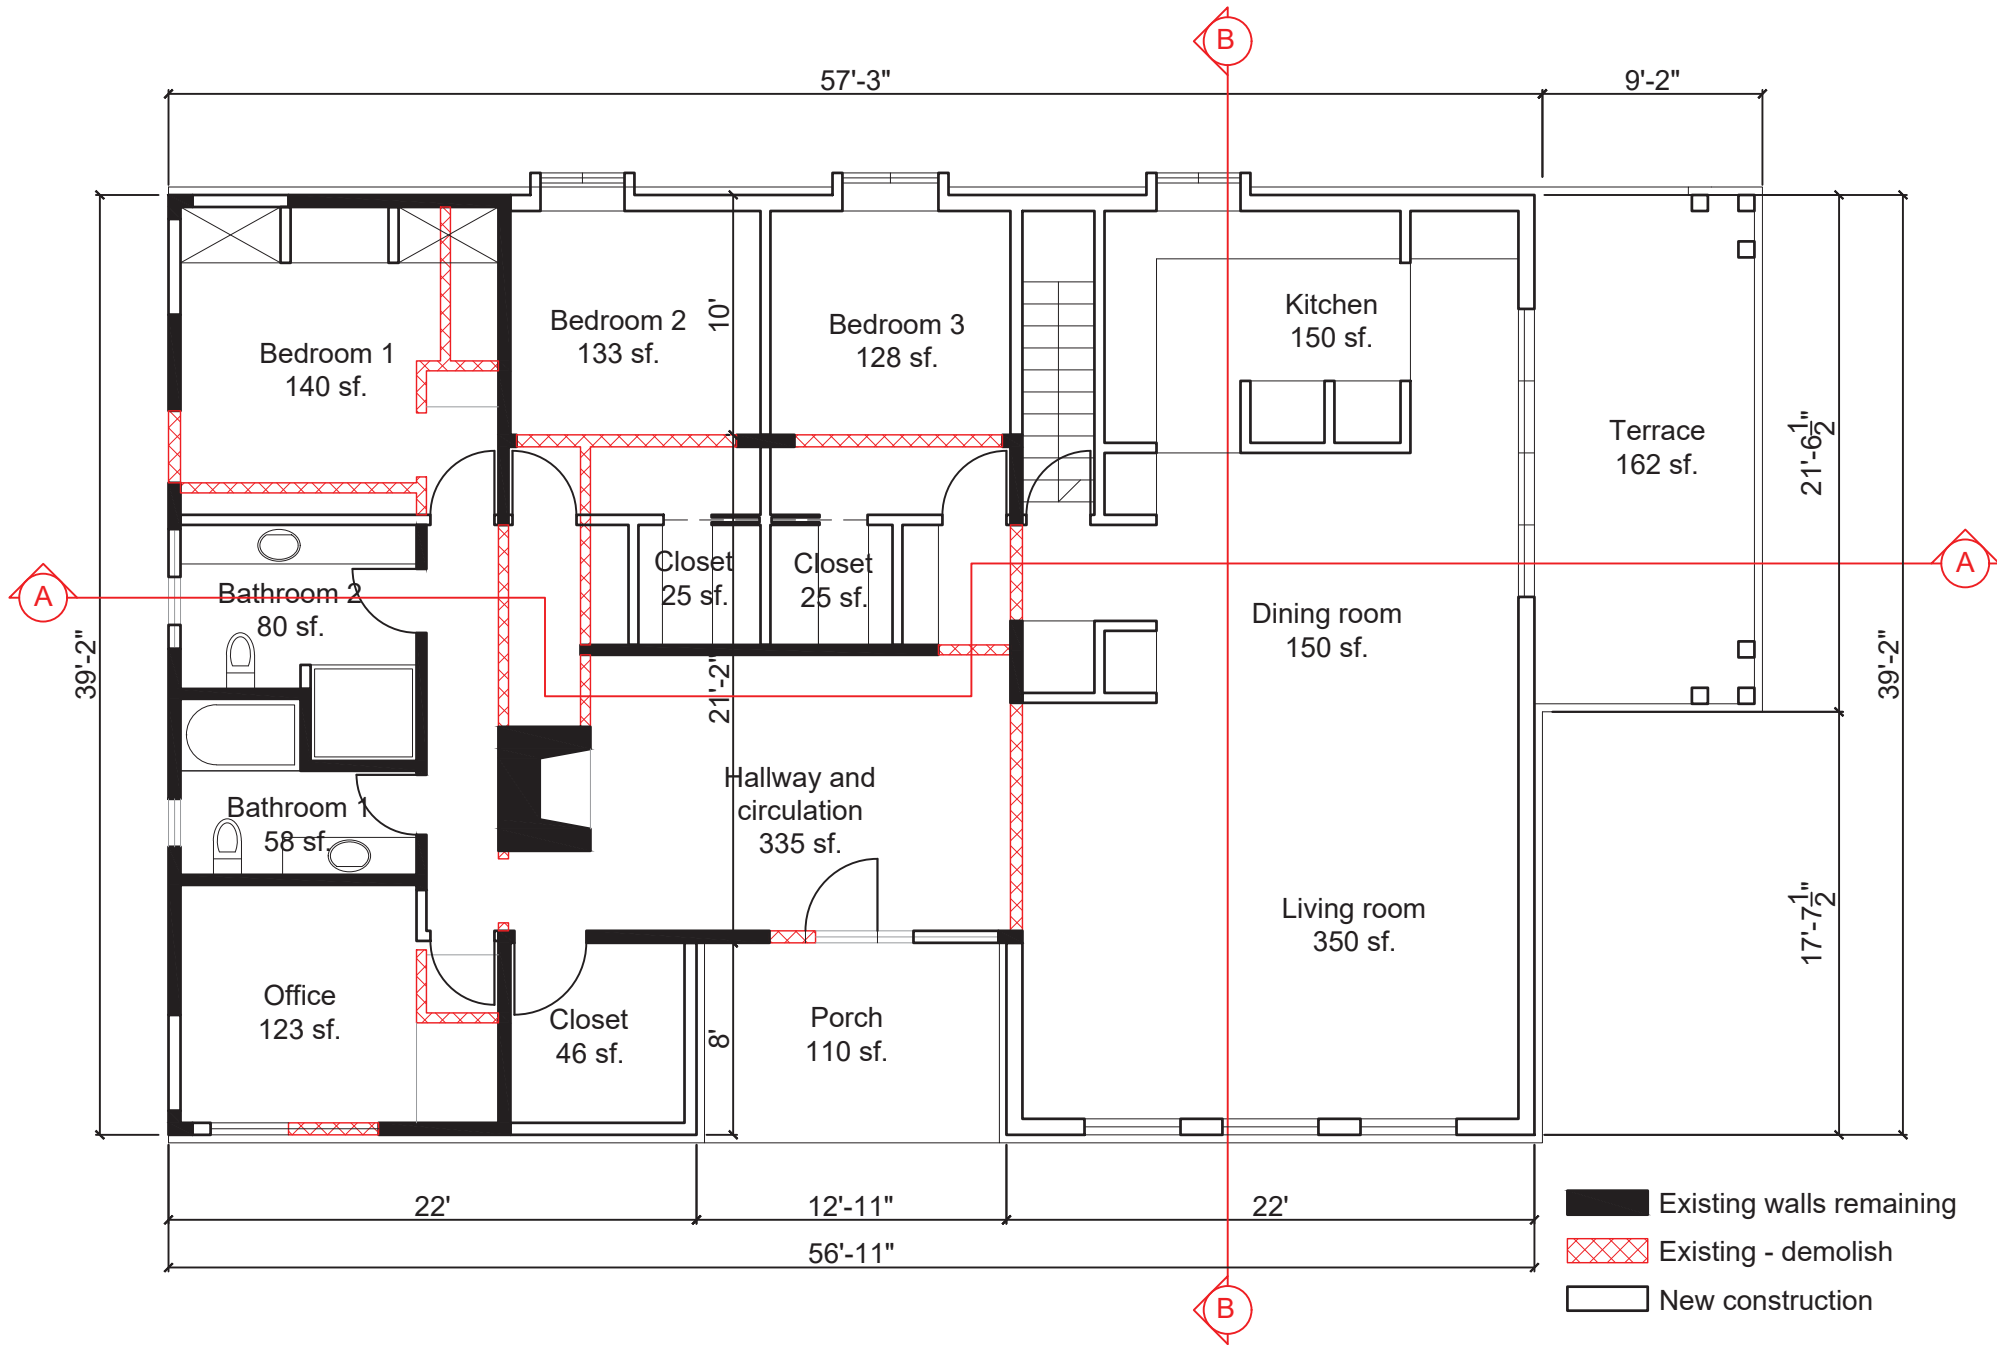 B
57'-3"
9'-2"
Bedroom 1
140 sf.
Bedroom 2
133 sf.
10'
Bedroom 3
128 sf.
Kitchen
150 sf.
Terrace
162 sf.
21'-6 1/2"
A
39'-2"
Bathroom 2
80 sf.
Closet
25 sf.
Closet
25 sf.
21'-2"
Dining room
150 sf.
A
39'-2"
Bathroom 1
58 sf.
Hallway and
circulation
335 sf.
Living room
350 sf.
17'-7 1/2"
Office
123 sf.
Closet
46 sf.
8'
Porch
110 sf.
22'
12'-11"
22'
56'-11"
B
Existing walls remaining
Existing - demolish
New construction